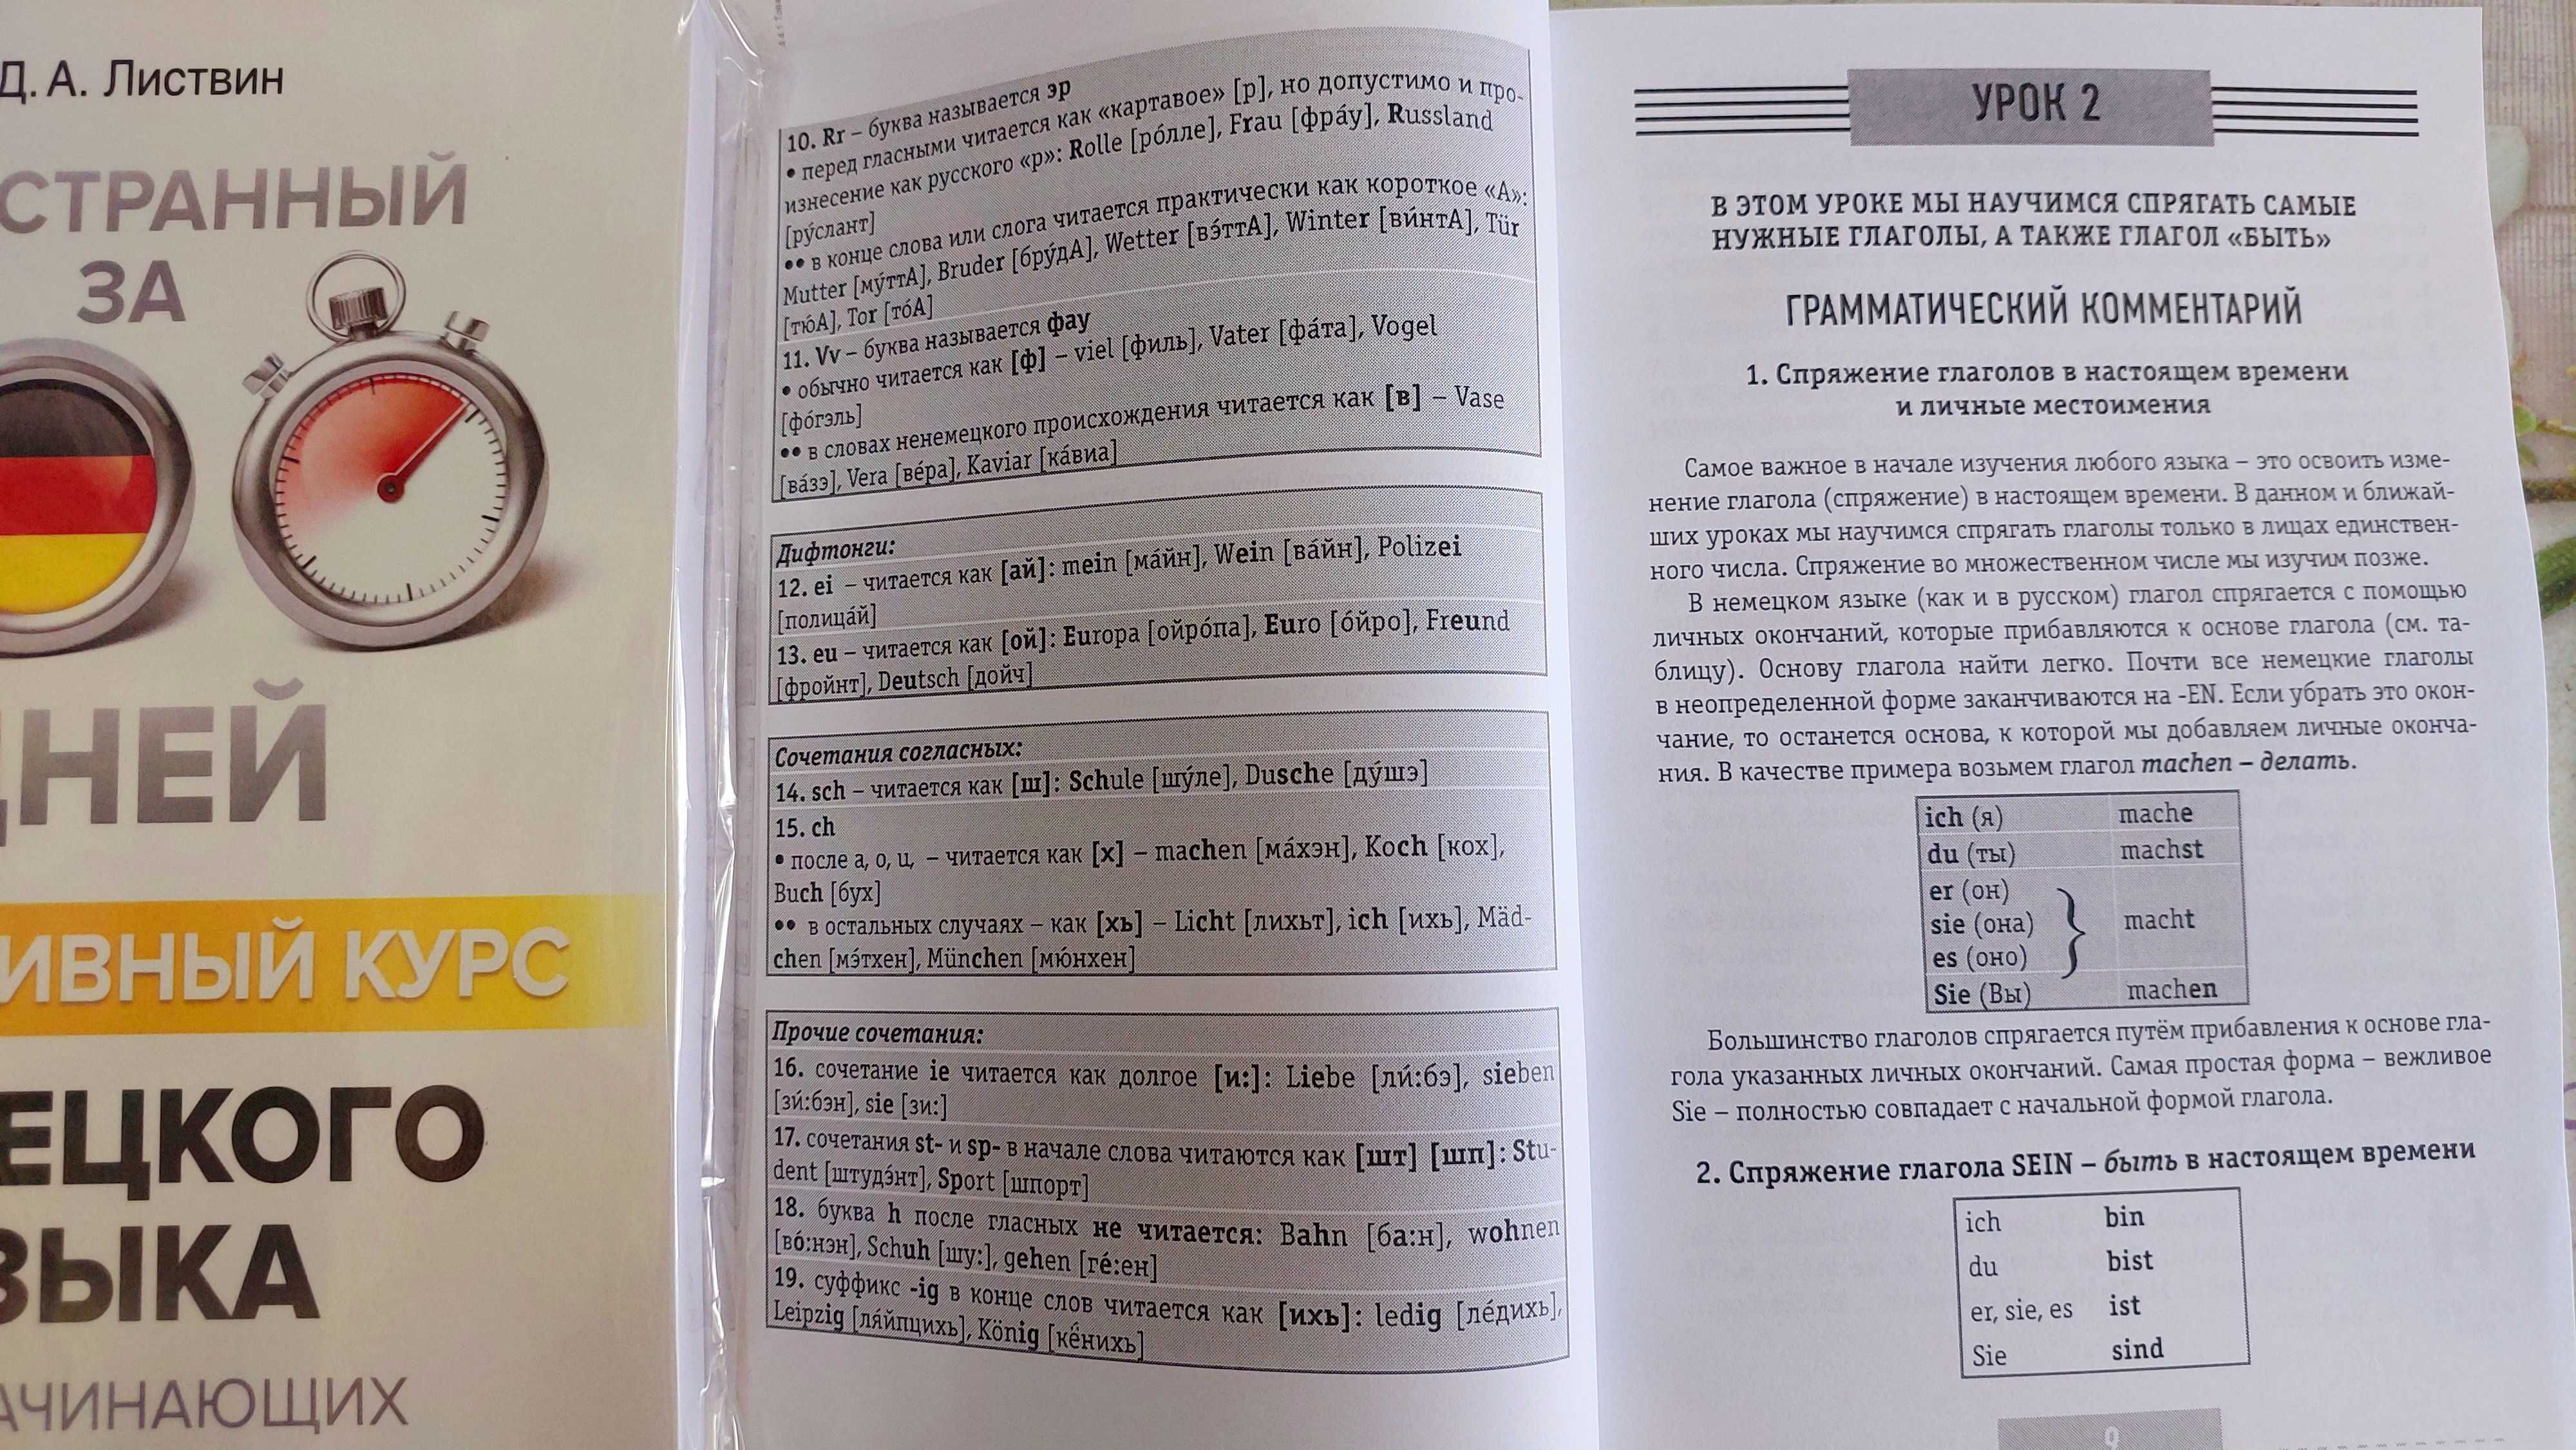 Д. А. Листвин
СТРАННЫЙ
ЗА
ДНЕЙ
ИВНЫЙ КУРС
ЕЦКОГО
ЗЫКА
АЧИНАЮЩИХ
10. Rr – буква называется эр
• перед гласными читается как «картавое» [р], но допустимо и про-
изнесение как русского «р»: Rolle [ро́лле], Frau [фра́у], Russland
[ру́слант]
•• в конце слова или слога читается практически как короткое «А»:
Mutter [му́ттА], Bruder [бру́дА], Wetter [вэ́ттА], Winter [ви́нтА], Tür
[тю́А], Tor [то́А]
11. Vv – буква называется фау
• обычно читается как [ф] – viel [филь], Vater [фа́та], Vogel
[фо́гэль]
•• в словах ненемецкого происхождения читается как [в] – Vase
[ва́зэ], Vera [ве́ра], Kaviar [ка́виа]
Дифтонги:
12. ei – читается как [ай]: mein [ма́йн], Wein [ва́йн], Polizei
[полица́й]
13. eu – читается как [ой]: Europa [ойро́па], Euro [о́йро], Freund
[фройнт], Deutsch [дойч]
Сочетания согласных:
14. sch – читается как [ш]: Schule [шу́ле], Dusche [ду́шэ]
15. ch
• после а, о, ц, – читается как [х] – machen [ма́хэн], Koch [кох],
Buch [бух]
•• в остальных случаях – как [хь] – Licht [лихьт], ich [ихь], Mäd-
chen [мэ́тхен], München [мю́нхен]
Прочие сочетания:
16. сочетание ie читается как долгое [и:]: Liebe [ли́:бэ], sieben
[зи́:бэн], sie [зи:]
17. сочетания st- и sp- в начале слова читаются как [шт] [шп]: Stu-
dent [штудэ́нт], Sport [шпорт]
18. буква h после гласных не читается: Bahn [ба:н], wohnen
[во́:нэн], Schuh [шу:], gehen [ге́:ен]
19. суффикс -ig в конце слов читается как [ихь]: ledig [ле́дихь],
Leipzig [ля́йпцихь], König [кё́нихь]
УРОК 2
В ЭТОМ УРОКЕ МЫ НАУЧИМСЯ СПРЯГАТЬ САМЫЕ
НУЖНЫЕ ГЛАГОЛЫ, А ТАКЖЕ ГЛАГОЛ «БЫТЬ»
ГРАММАТИЧЕСКИЙ КОММЕНТАРИЙ
1. Спряжение глаголов в настоящем времени
и личные местоимения
Самое важное в начале изучения любого языка – это освоить изме-
нение глагола (спряжение) в настоящем времени. В данном и ближай-
ших уроках мы научимся спрягать глаголы только в лицах единствен-
ного числа. Спряжение во множественном числе мы изучим позже.
В немецком языке (как и в русском) глагол спрягается с помощью
личных окончаний, которые прибавляются к основе глагола (см. та-
блицу). Основу глагола найти легко. Почти все немецкие глаголы
в неопределенной форме заканчиваются на -EN. Если убрать это окон-
чание, то останется основа, к которой мы добавляем личные оконча-
ния. В качестве примера возьмем глагол machen – делать.
ich (я) mache
du (ты) machst
er (он)
sie (она) macht
es (оно)
Sie (Вы) machen
Большинство глаголов спрягается путём прибавления к основе гла-
гола указанных личных окончаний. Самая простая форма – вежливое
Sie – полностью совпадает с начальной формой глагола.
2. Спряжение глагола SEIN – быть в настоящем времени
ich bin
du bist
er, sie, es ist
Sie sind
9